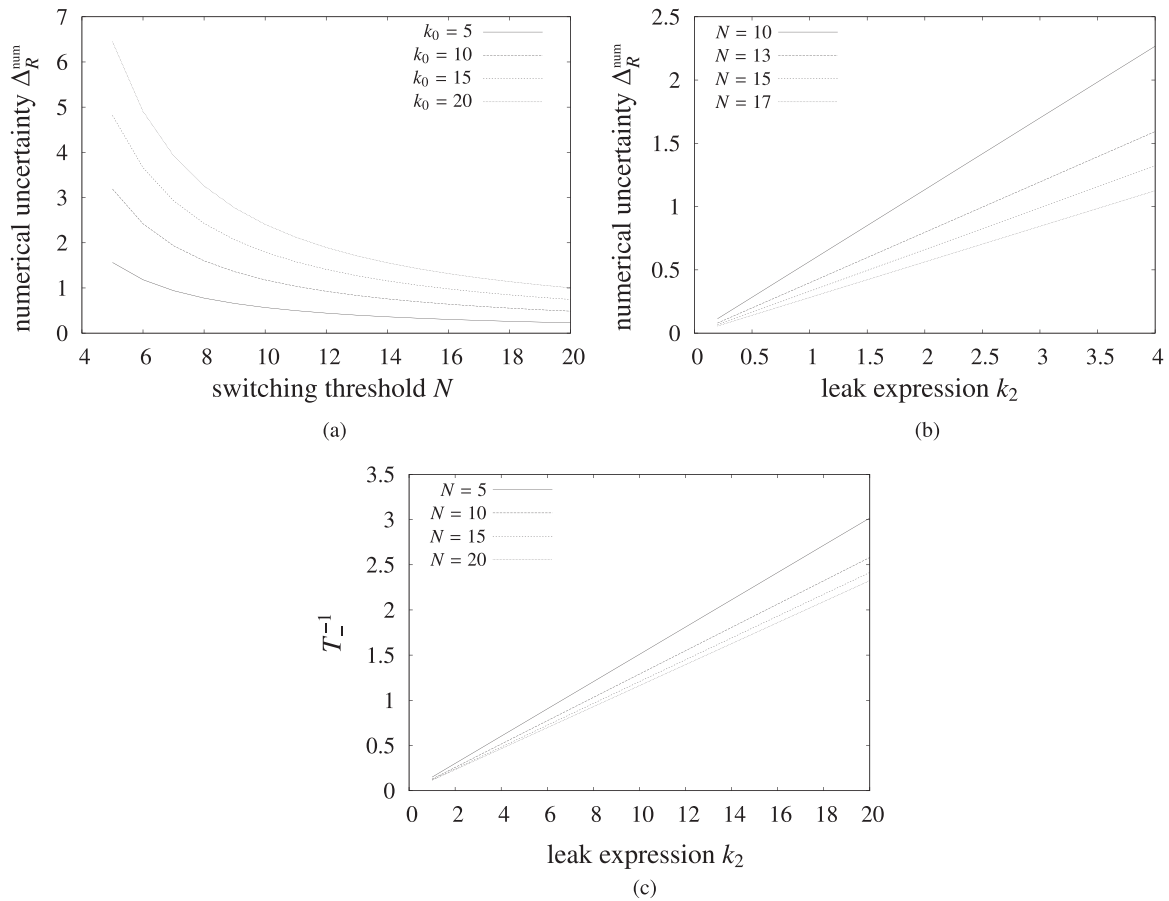 7
6
5
4
3
2
1
0
numerical uncertainty Δ_R^num
k₀ = 5
k₀ = 10
k₀ = 15
k₀ = 20
4 6 8 10 12 14 16 18 20
switching threshold N
(a)
2.5
2
1.5
1
0.5
0
numerical uncertainty Δ_R^num
N = 10
N = 13
N = 15
N = 17
0 0.5 1 1.5 2 2.5 3 3.5 4
leak expression k₂
(b)
3.5
3
2.5
2
1.5
1
0.5
0
T_-^-1
N = 5
N = 10
N = 15
N = 20
0 2 4 6 8 10 12 14 16 18 20
leak expression k₂
(c)